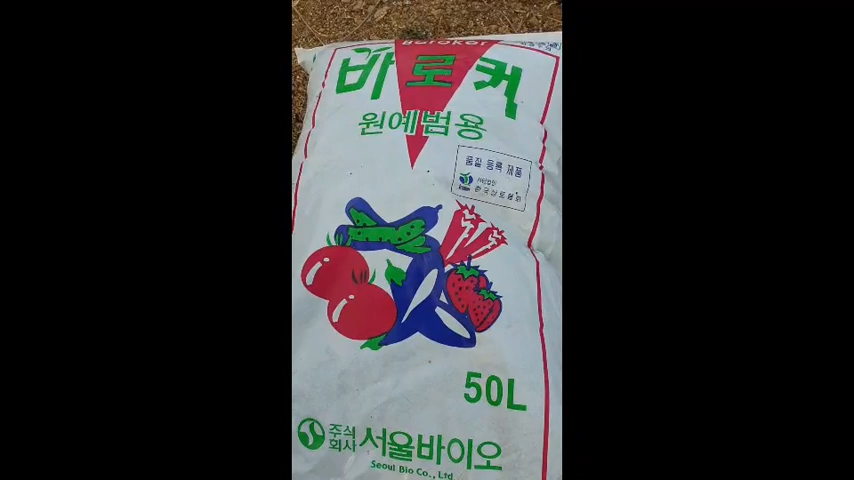 Baroker
바로커
원예범용
품질 등록 제품
50L
주식
회사 서울바이오
Seoul Bio Co., Ltd